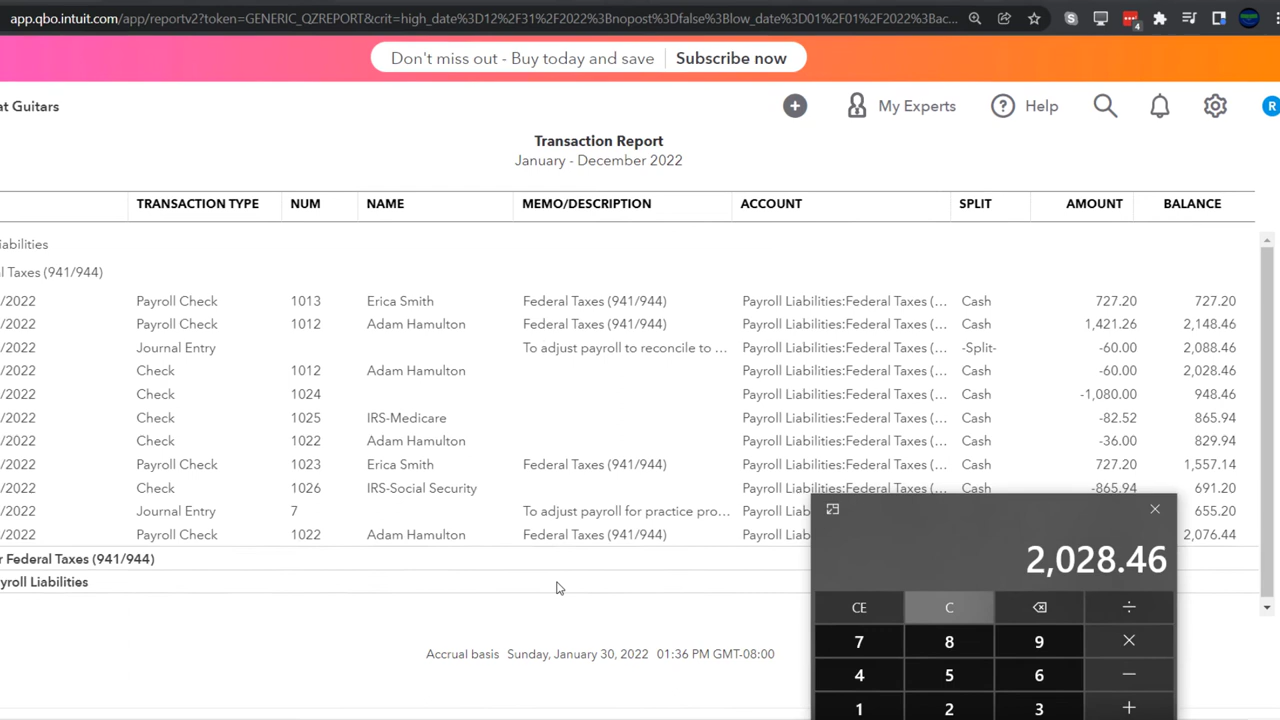 app.qbo.intuit.com/app/reportv2?token=GENERIC_QZREPORT&crit=high_date%3D12%2F31%2F2022%3Bnopost%3Dfalse%3Blow_date%3D01%2F01%2F2022%3Bac...
4
Don't miss out - Buy today and save Subscribe now
at Guitars
My Experts Help R
Transaction Report
January - December 2022
TRANSACTION TYPE NUM NAME MEMO/DESCRIPTION ACCOUNT SPLIT AMOUNT BALANCE
iabilities
al Taxes (941/944)
/2022 Payroll Check 1013 Erica Smith Federal Taxes (941/944) Payroll Liabilities:Federal Taxes (... Cash 727.20 727.20
/2022 Payroll Check 1012 Adam Hamulton Federal Taxes (941/944) Payroll Liabilities:Federal Taxes (... Cash 1,421.26 2,148.46
/2022 Journal Entry To adjust payroll to reconcile to ... Payroll Liabilities:Federal Taxes (... -Split- -60.00 2,088.46
/2022 Check 1012 Adam Hamulton Payroll Liabilities:Federal Taxes (... Cash -60.00 2,028.46
/2022 Check 1024 Payroll Liabilities:Federal Taxes (... Cash -1,080.00 948.46
/2022 Check 1025 IRS-Medicare Payroll Liabilities:Federal Taxes (... Cash -82.52 865.94
/2022 Check 1022 Adam Hamulton Payroll Liabilities:Federal Taxes (... Cash -36.00 829.94
/2022 Payroll Check 1023 Erica Smith Federal Taxes (941/944) Payroll Liabilities:Federal Taxes (... Cash 727.20 1,557.14
/2022 Check 1026 IRS-Social Security Payroll Liabilities:Federal Taxes (... Cash -865.94 691.20
/2022 Journal Entry 7 To adjust payroll for practice pro... Payroll Liab 655.20
/2022 Payroll Check 1022 Adam Hamulton Federal Taxes (941/944) Payroll Liab 2,076.44
r Federal Taxes (941/944)
yroll Liabilities
Accrual basis Sunday, January 30, 2022 01:36 PM GMT-08:00
2,028.46
CE C ÷
7 8 9 ×
4 5 6 −
1 2 3 +